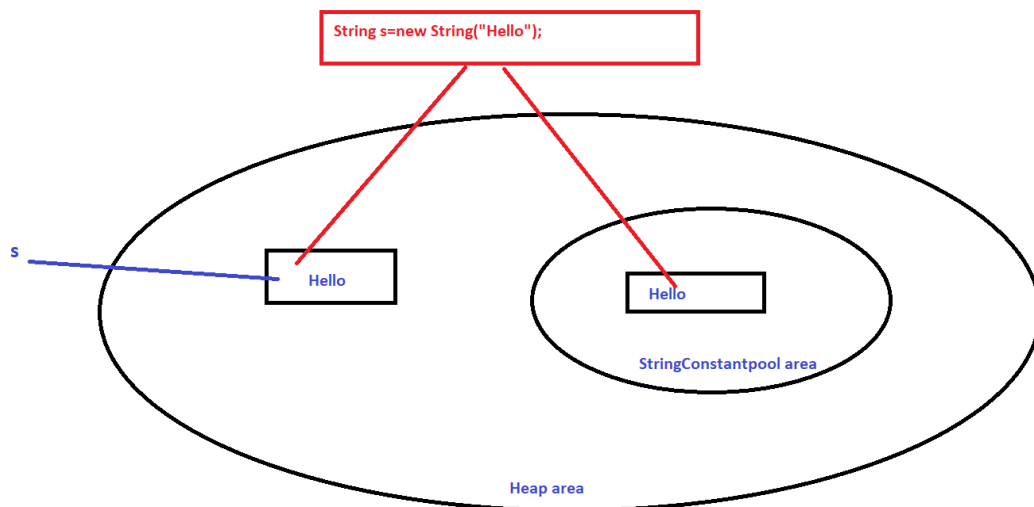 String s=new String("Hello");
s
Hello
Hello
StringConstantpool area
Heap area